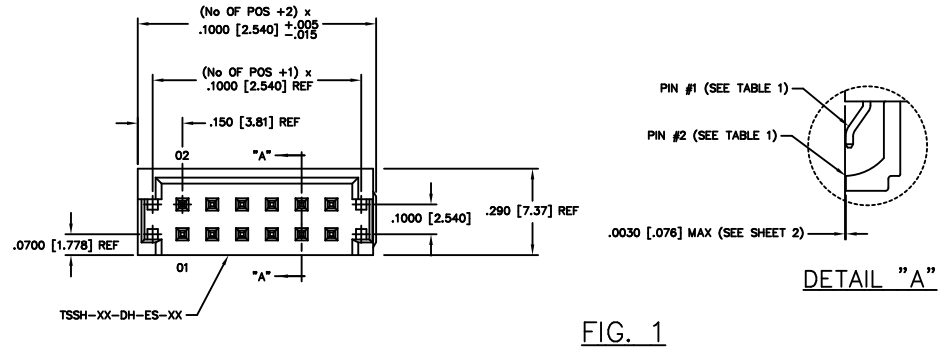 (No OF POS +2) x
.1000 [2.540] +.005
-.015
(No OF POS +1) x
.1000 [2.540] REF
.150 [3.81] REF
02
"A"
.1000 [2.540]
.290 [7.37] REF
.0700 [1.778] REF
01
"A"
TSSH-XX-DH-ES-XX
FIG. 1
PIN #1 (SEE TABLE 1)
PIN #2 (SEE TABLE 1)
.0030 [.076] MAX (SEE SHEET 2)
DETAIL "A"